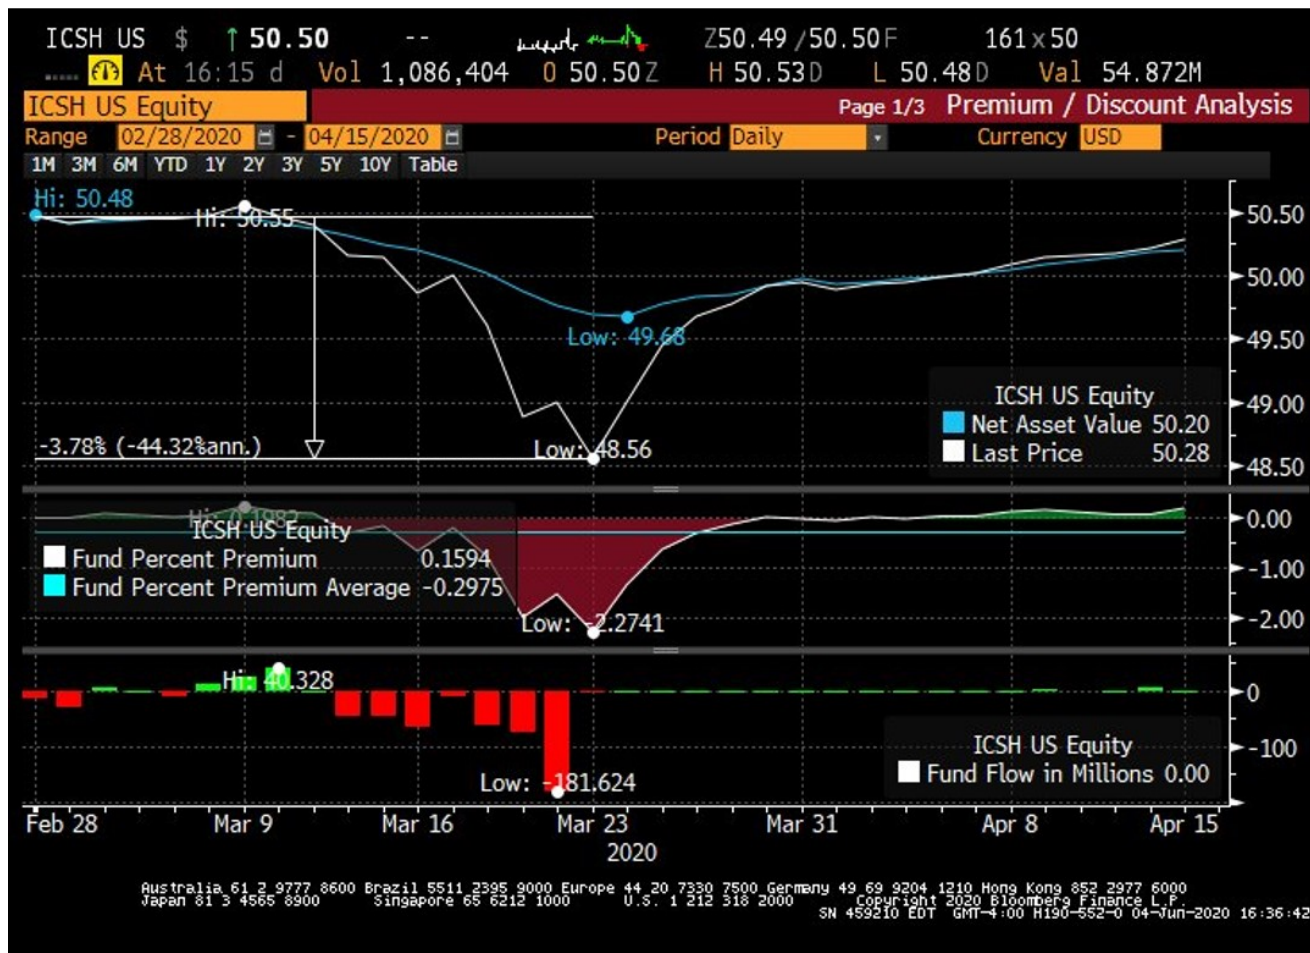 ICSH US $ ↑ 50.50 -- Z50.49 /50.50F 161x50
At 16:15 d Vol 1,086,404 O 50.50Z H 50.53D L 50.48D Val 54.872M
ICSH US Equity Page 1/3 Premium / Discount Analysis
Range 02/28/2020 - 04/15/2020 Period Daily Currency USD
1M 3M 6M YTD 1Y 2Y 3Y 5Y 10Y Table
Hi: 50.48
Hi: 50.55
50.50
50.00
Low: 49.68
49.50
ICSH US Equity
49.00
Net Asset Value 50.20
-3.78% (-44.32%ann.)
Low: 48.56
Last Price 50.28
48.50
Hi: 0.1982
0.00
ICSH US Equity
Fund Percent Premium 0.1594
-1.00
Fund Percent Premium Average -0.2975
Low: -2.2741
-2.00
Hi: 40.328
0
ICSH US Equity
-100
Fund Flow in Millions 0.00
Low: -181.624
Feb 28 Mar 9 Mar 16 Mar 23 Mar 31 Apr 8 Apr 15
2020
Australia 61 2 9777 8600 Brazil 5511 2395 9000 Europe 44 20 7330 7500 Germany 49 69 9204 1210 Hong Kong 852 2977 6000
Japan 81 3 4565 8900 Singapore 65 6212 1000 U.S. 1 212 318 2000 Copyright 2020 Bloomberg Finance L.P.
SN 459210 EDT GMT-4:00 H190-552-0 04-Jun-2020 16:36:42